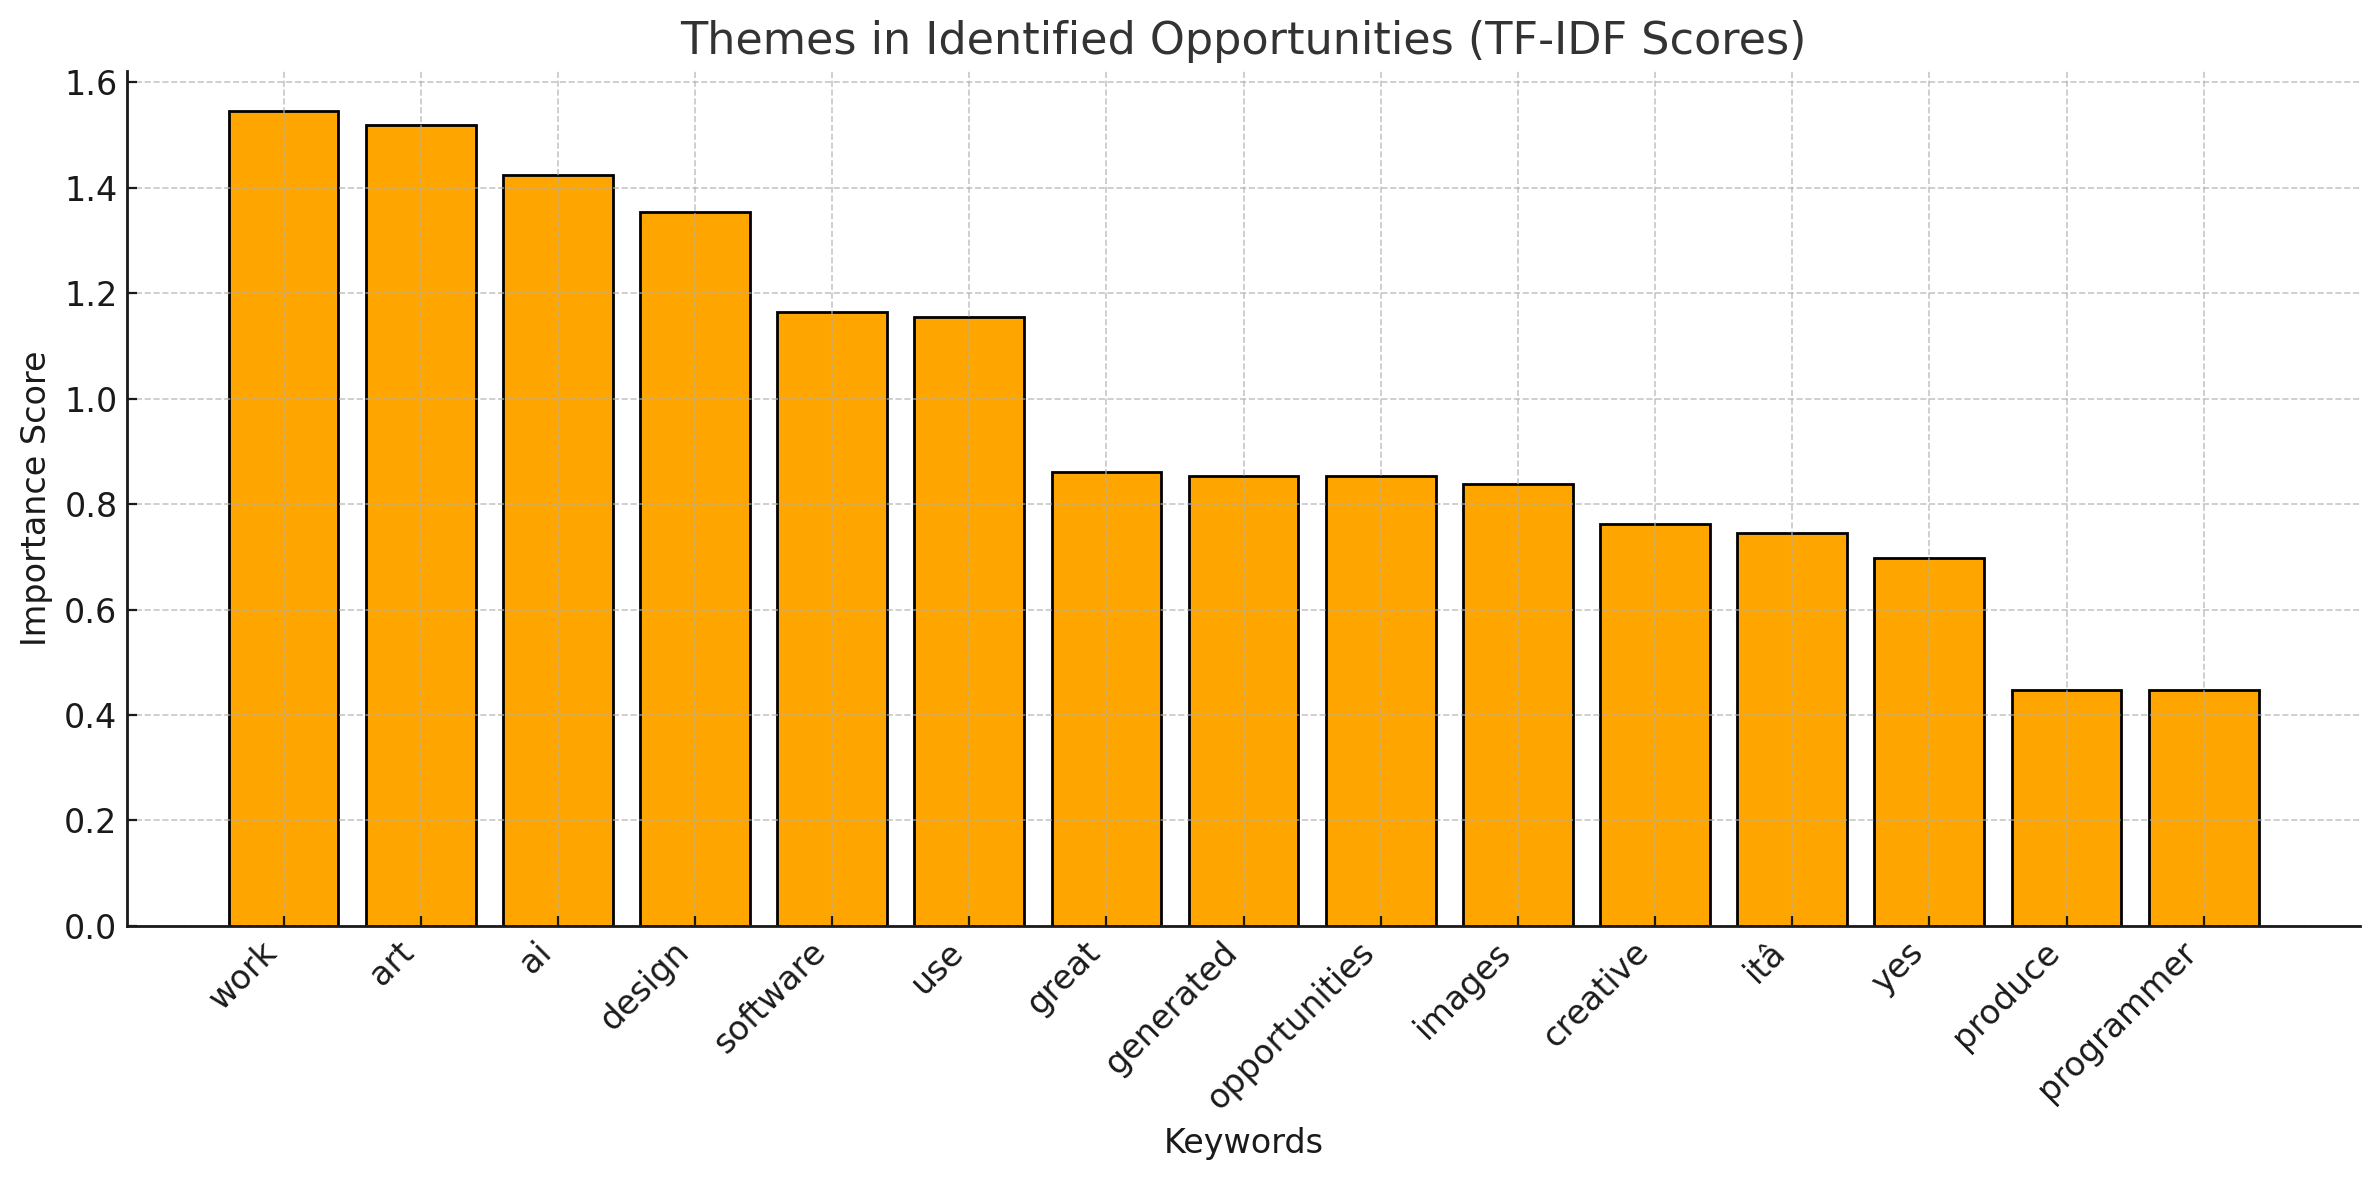 Themes in Identified Opportunities (TF-IDF Scores)
Importance Score
1.6
1.4
1.2
1.0
0.8
0.6
0.4
0.2
0.0
work
art
ai
design
software
use
great
generated
opportunities
images
creative
itâ
yes
produce
programmer
Keywords